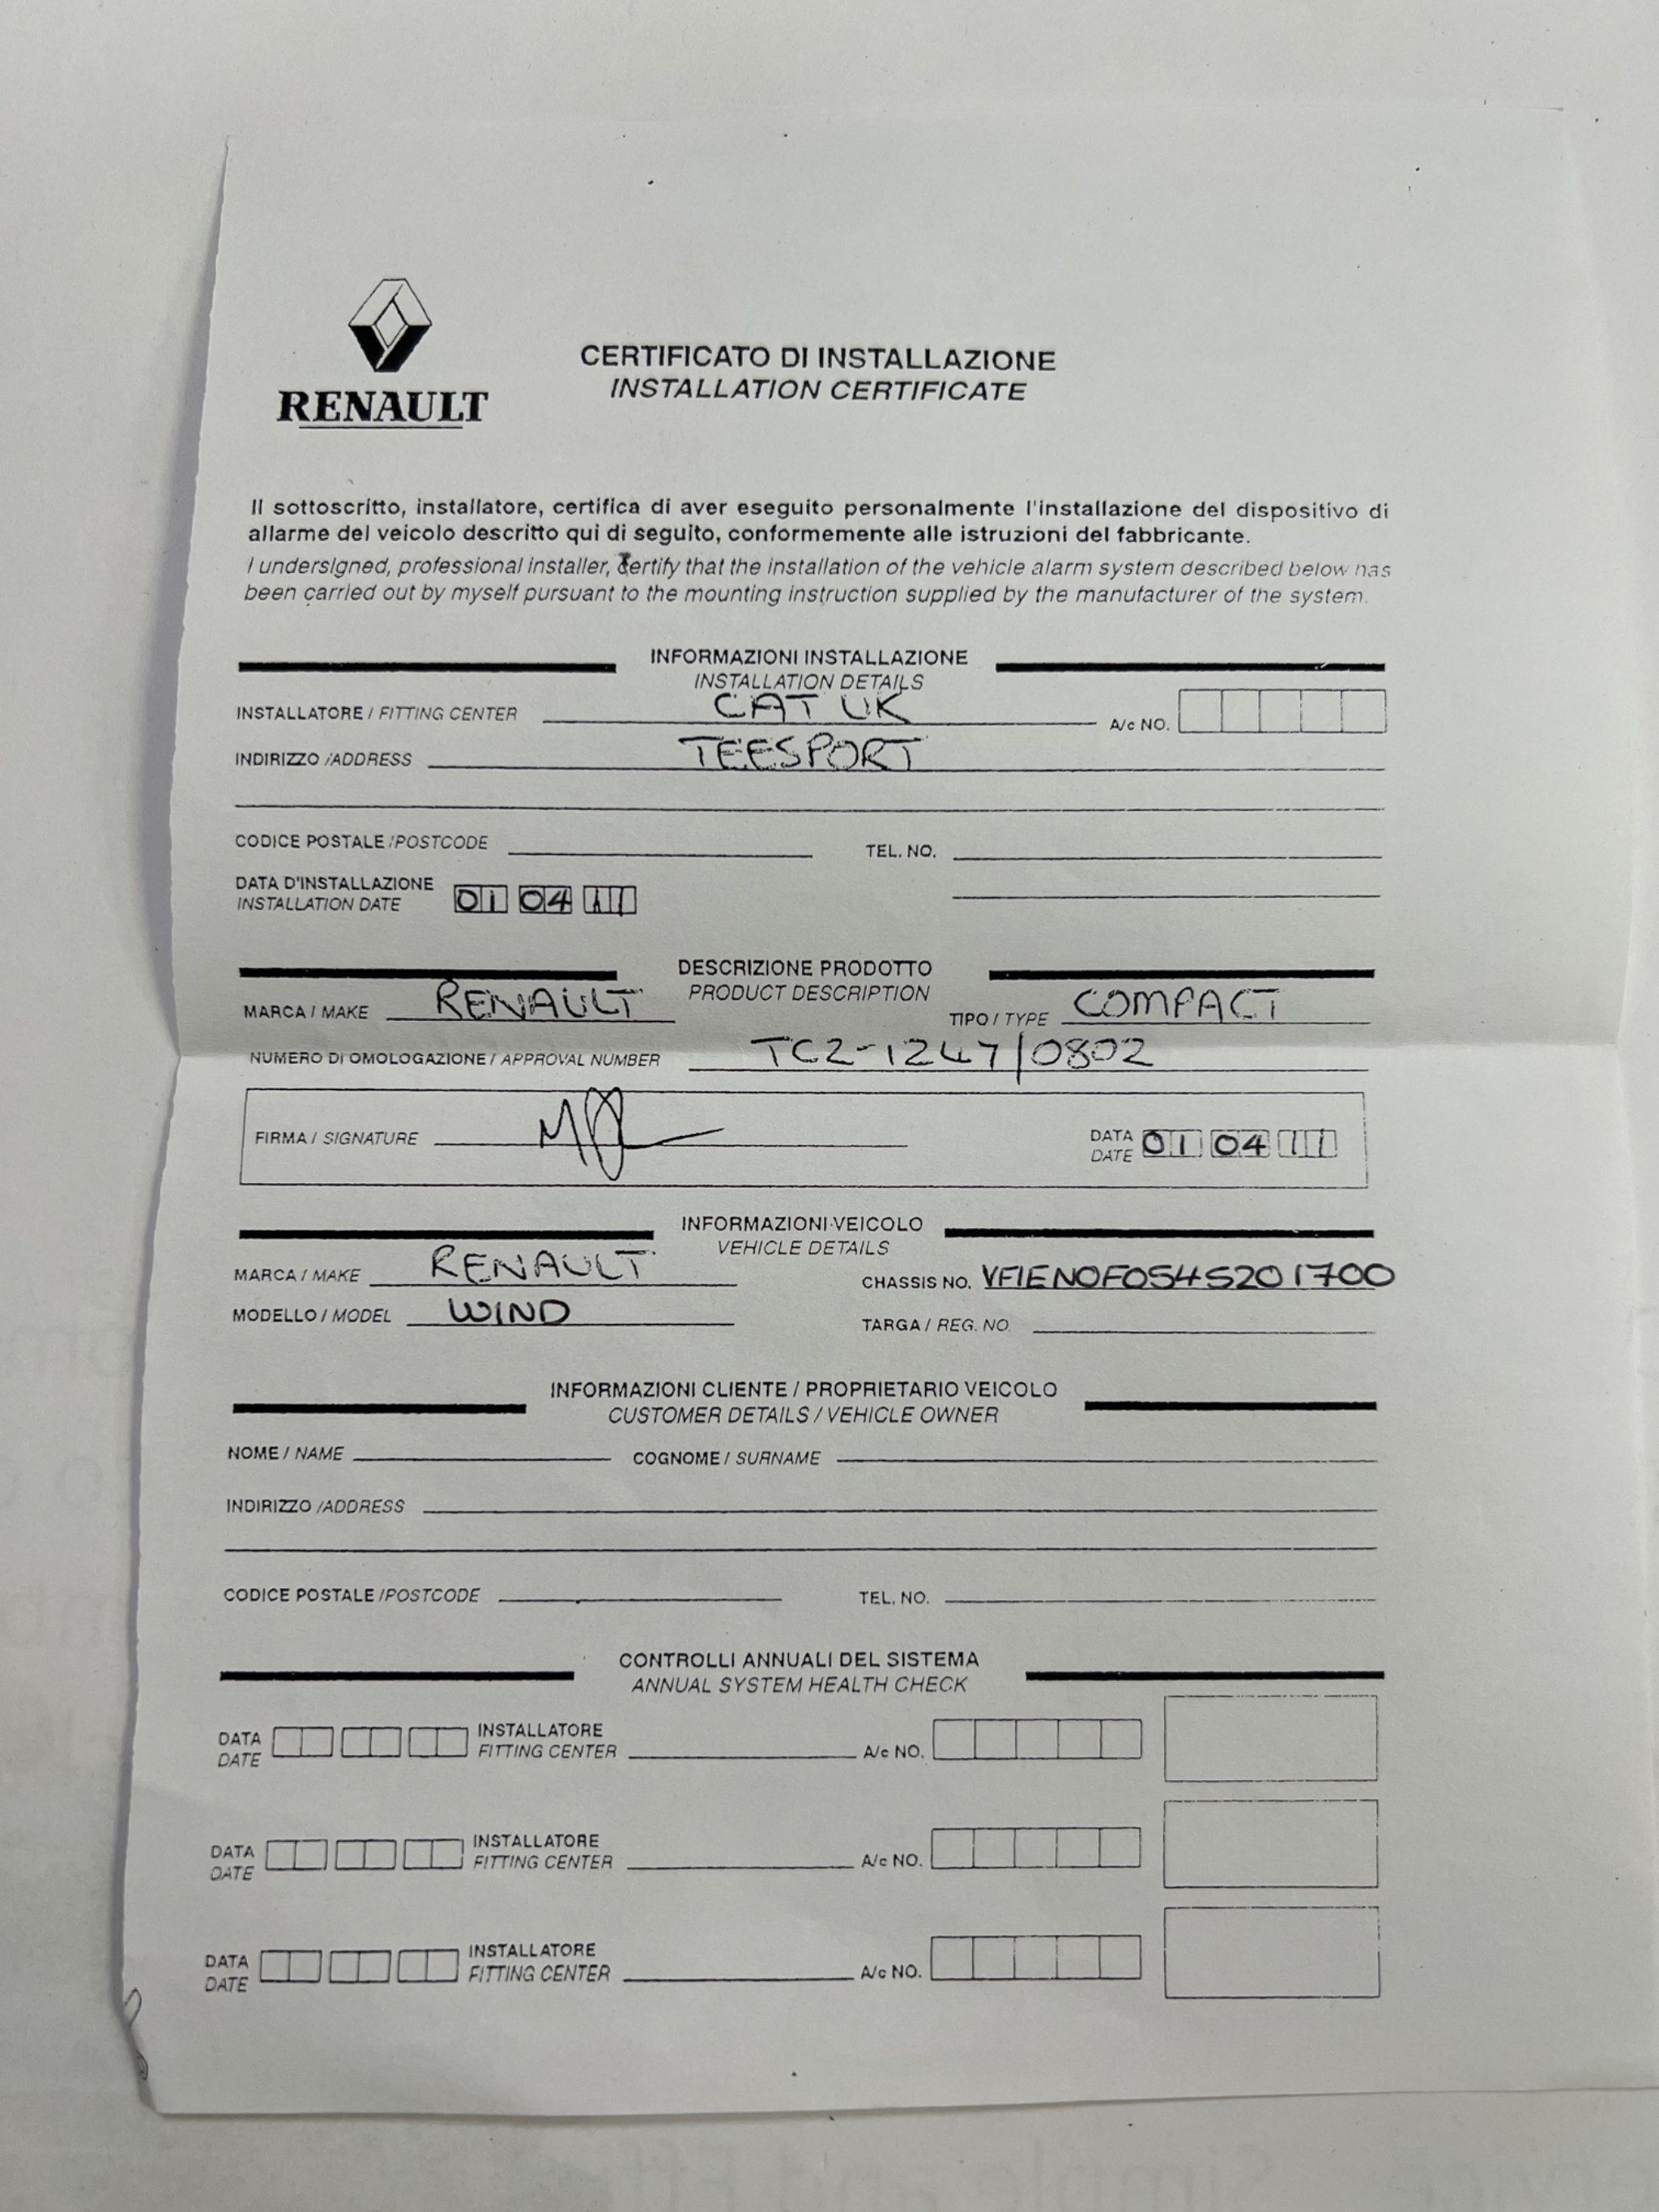 RENAULT
CERTIFICATO DI INSTALLAZIONE
INSTALLATION CERTIFICATE
Il sottoscritto, installatore, certifica di aver eseguito personalmente l'installazione del dispositivo di
allarme del veicolo descritto qui di seguito, conformemente alle istruzioni del fabbricante.
I undersigned, professional installer, certify that the installation of the vehicle alarm system described below has
been carried out by myself pursuant to the mounting instruction supplied by the manufacturer of the system.
INFORMAZIONI INSTALLAZIONE
INSTALLATION DETAILS
INSTALLATORE / FITTING CENTER CAT UK A/c NO.
INDIRIZZO /ADDRESS TEESPORT
CODICE POSTALE /POSTCODE TEL. NO.
DATA D'INSTALLAZIONE
INSTALLATION DATE 01 04 11
DESCRIZIONE PRODOTTO
PRODUCT DESCRIPTION
MARCA / MAKE RENAULT TIPO / TYPE COMPACT
NUMERO DI OMOLOGAZIONE / APPROVAL NUMBER TC2-1247/0802
FIRMA / SIGNATURE DATA
DATE 01 04 11
INFORMAZIONI VEICOLO
VEHICLE DETAILS
MARCA / MAKE RENAULT CHASSIS NO. VF1EN0F0545201700
MODELLO / MODEL WIND TARGA / REG. NO.
INFORMAZIONI CLIENTE / PROPRIETARIO VEICOLO
CUSTOMER DETAILS / VEHICLE OWNER
NOME / NAME COGNOME / SURNAME
INDIRIZZO /ADDRESS
CODICE POSTALE /POSTCODE TEL. NO.
CONTROLLI ANNUALI DEL SISTEMA
ANNUAL SYSTEM HEALTH CHECK
DATA INSTALLATORE
DATE FITTING CENTER A/c NO.
DATA INSTALLATORE
DATE FITTING CENTER A/c NO.
DATA INSTALLATORE
DATE FITTING CENTER A/c NO.